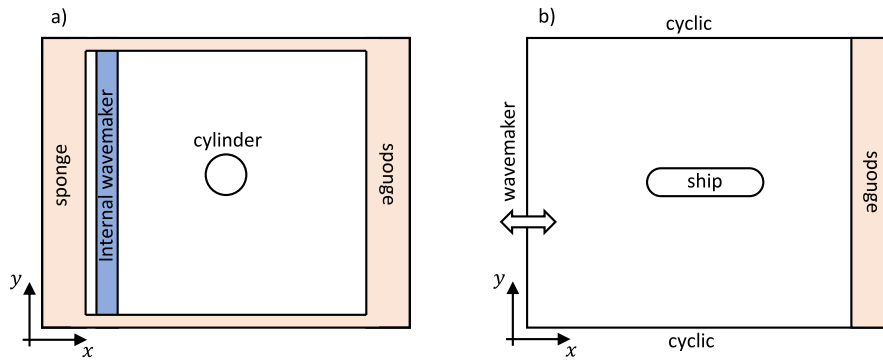 a)
sponge
Internal wavemaker
cylinder
sponge
y
x
b)
cyclic
wavemaker
ship
sponge
y
x
cyclic